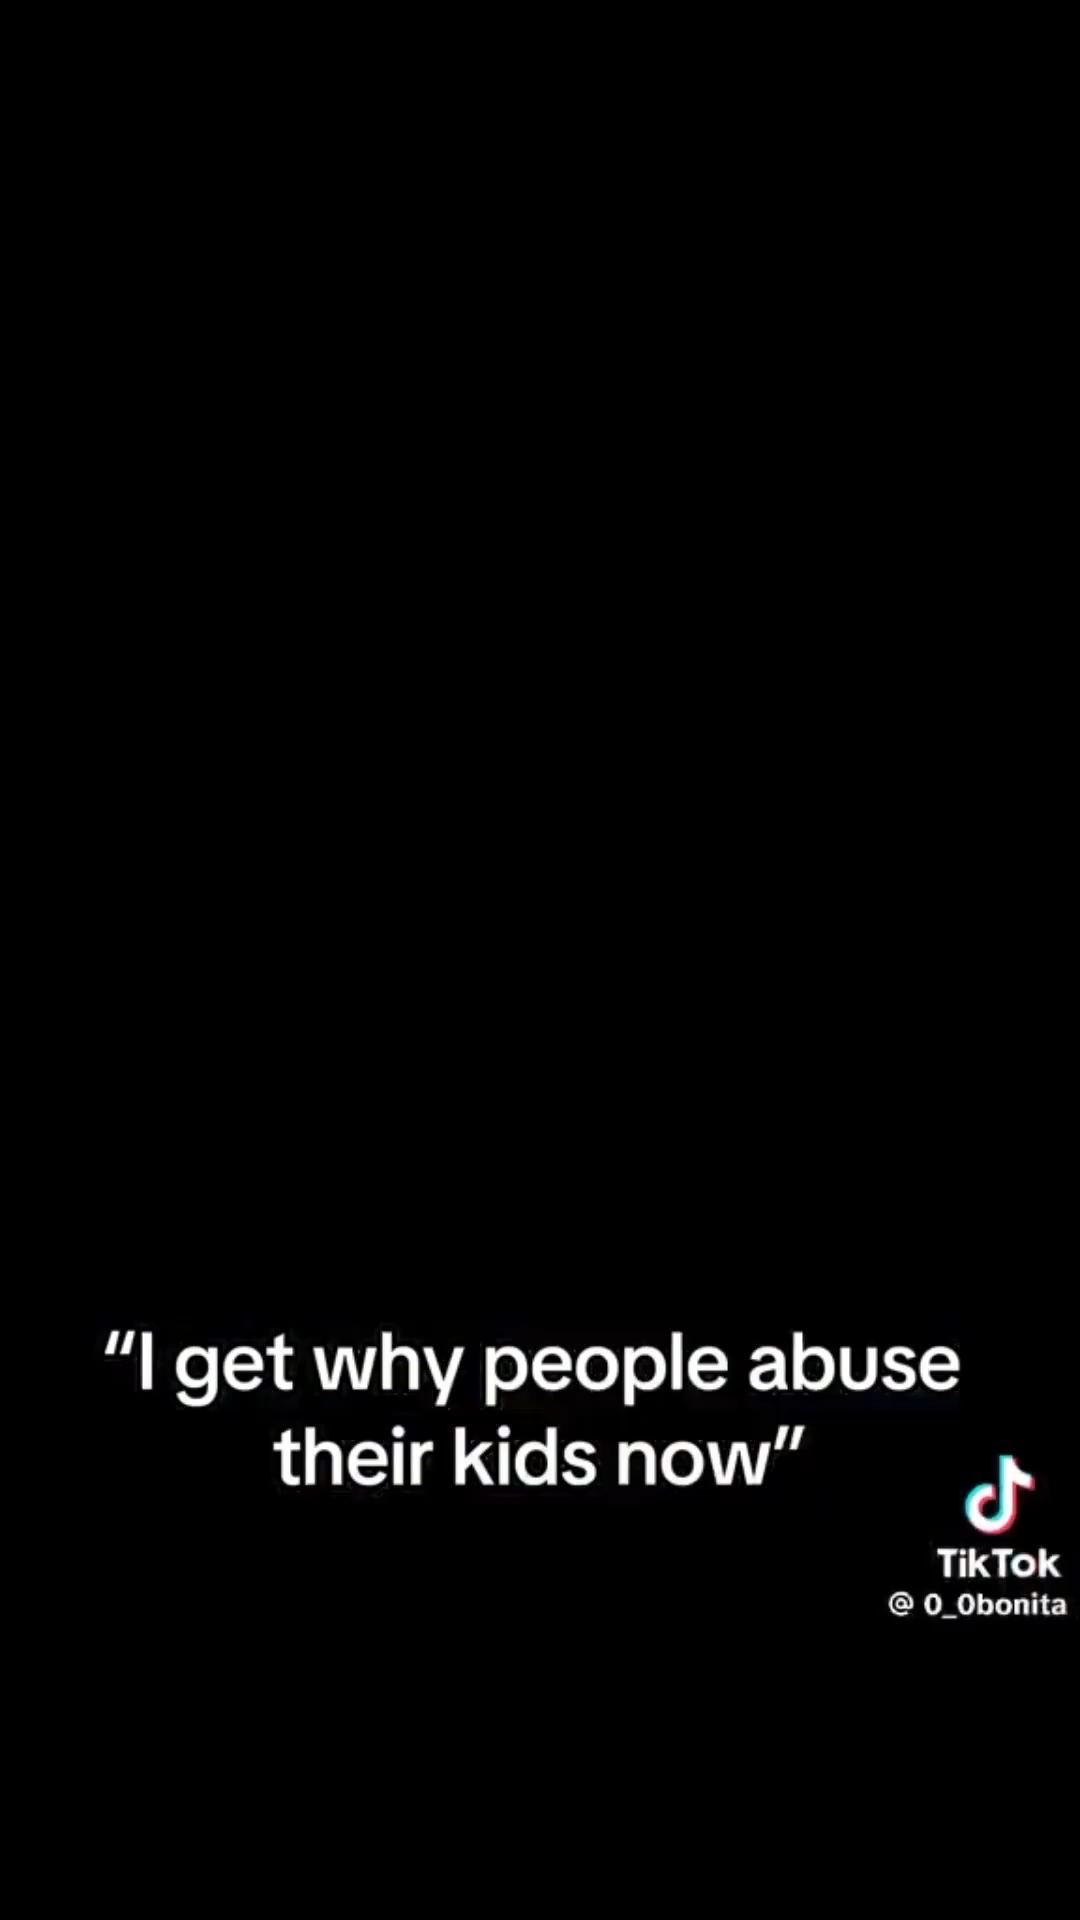 “I get why people abuse
their kids now”
TikTok
@ 0_0bonita